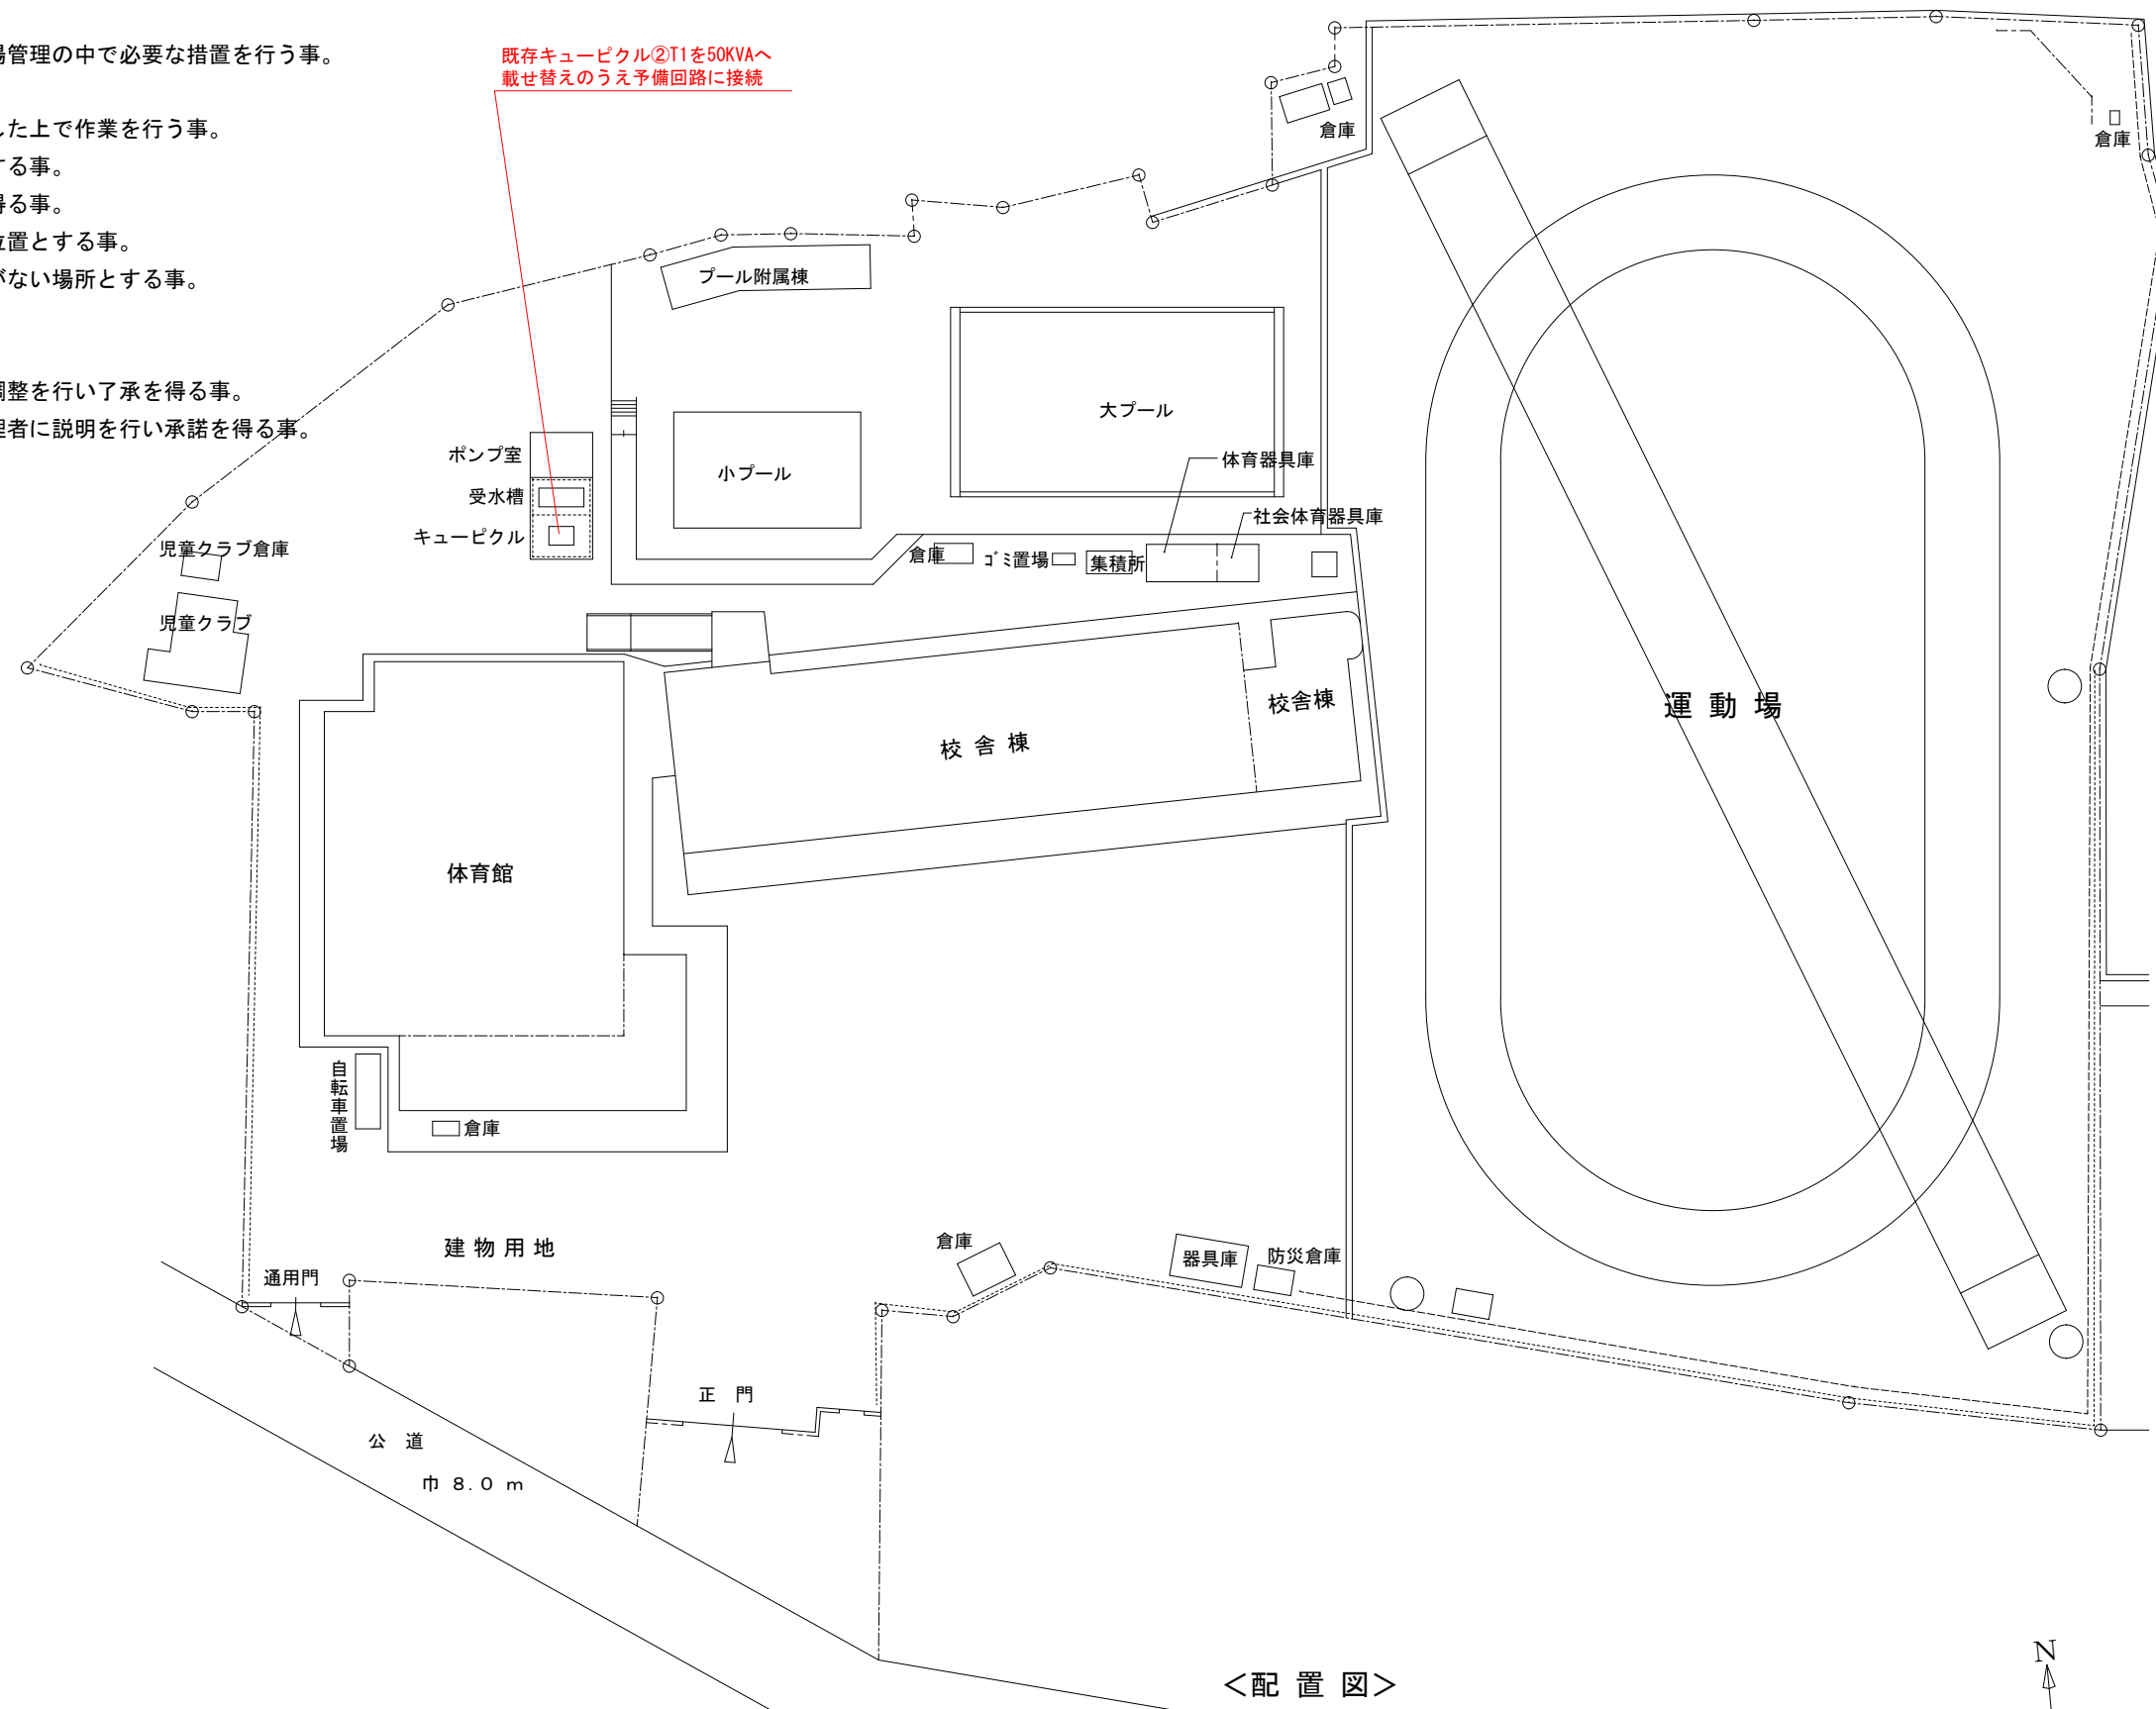 場管理の中で必要な措置を行う事。
した上で作業を行う事。
する事。
得る事。
位置とする事。
がない場所とする事。
調整を行い了承を得る事。
理者に説明を行い承諾を得る事。
既存キュービクル②T1を50KVAへ
載せ替えのうえ予備回路に接続
倉庫
倉庫
プール附属棟
大プール
小プール
ポンプ室
受水槽
キュービクル
体育器具庫
社会体育器具庫
倉庫
ゴミ置場
集積所
児童クラブ倉庫
児童クラブ
校舎棟
校 舎 棟
運 動 場
体育館
自転車置場
倉庫
建 物 用 地
倉庫
器具庫
防災倉庫
通用門
正 門
公 道
巾 8.0 m
＜配 置 図＞
N